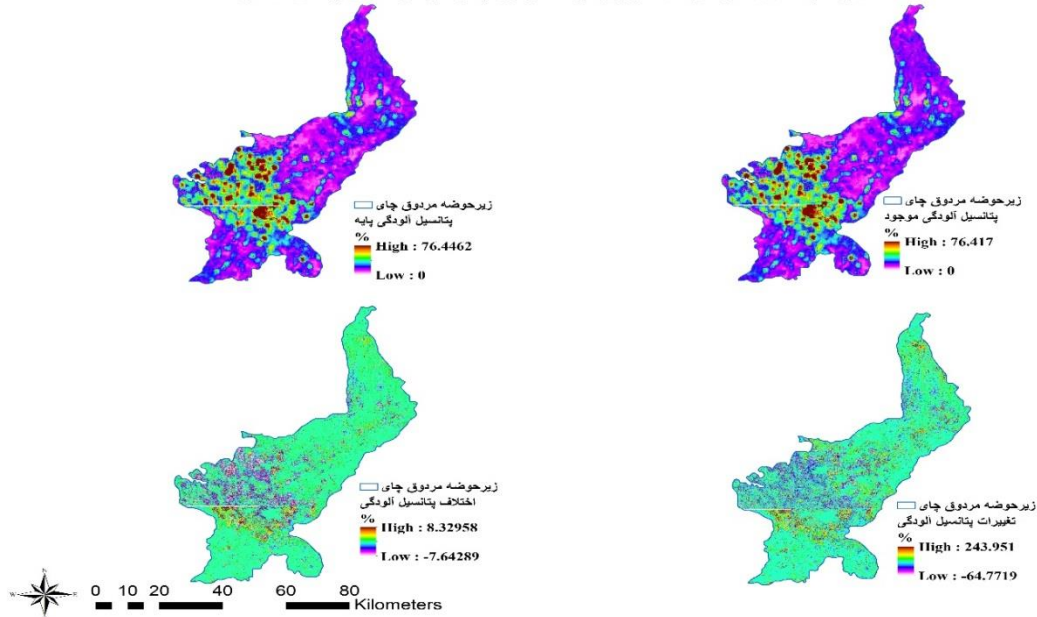 زیرحوضه مردوق چای
پتانسیل آلودگی پایه
%
High : 76.4462
Low : 0
زیرحوضه مردوق چای
پتانسیل آلودگی موجود
%
High : 76.417
Low : 0
زیرحوضه مردوق چای
اختلاف پتانسیل آلودگی
%
High : 8.32958
Low : -7.64289
زیرحوضه مردوق چای
تغییرات پتانسیل آلودگی
%
High : 243.951
Low : -64.7719
N
W E
S
0 10 20 40 60 80
Kilometers